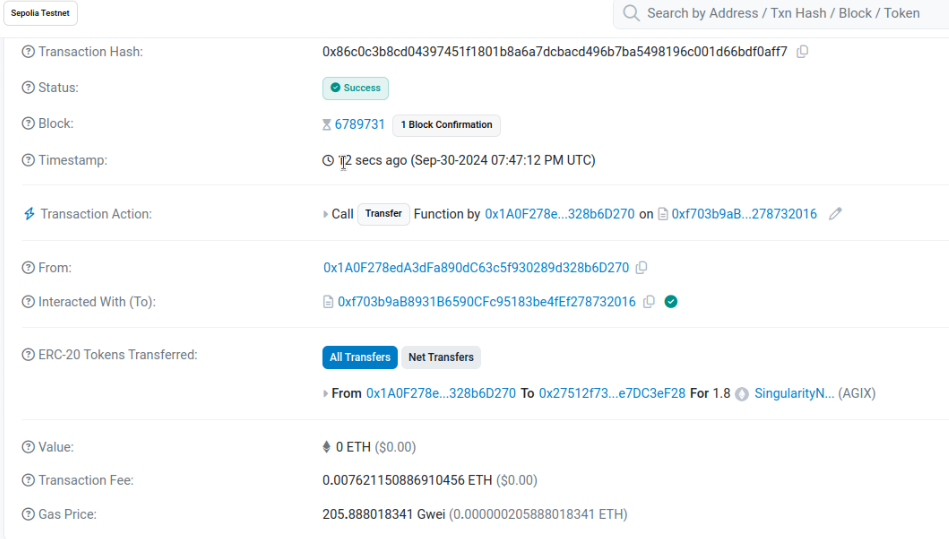 Sepolia Testnet
Search by Address / Txn Hash / Block / Token
Transaction Hash: 0x86c0c3b8cd04397451f1801b8a6a7dcbacd496b7ba5498196c001d66bdf0aff7
Status: Success
Block: 6789731 1 Block Confirmation
Timestamp: 12 secs ago (Sep-30-2024 07:47:12 PM UTC)
Transaction Action: Call Transfer Function by 0x1A0F278e...328b6D270 on 0xf703b9aB...278732016
From: 0x1A0F278edA3dFa890dC63c5f930289d328b6D270
Interacted With (To): 0xf703b9aB8931B6590CFc95183be4fEf278732016
ERC-20 Tokens Transferred: All Transfers Net Transfers
From 0x1A0F278e...328b6D270 To 0x27512f73...e7DC3eF28 For 1.8 SingularityN... (AGIX)
Value: 0 ETH ($0.00)
Transaction Fee: 0.007621150886910456 ETH ($0.00)
Gas Price: 205.888018341 Gwei (0.000000205888018341 ETH)